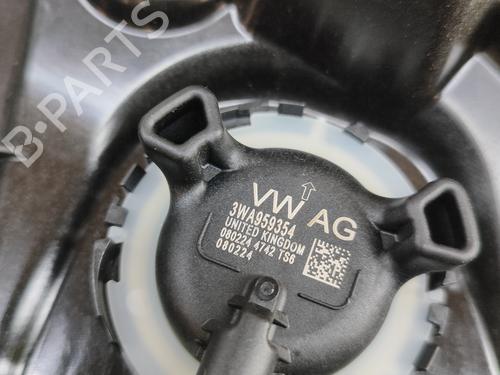 B-PARTS
VW AG
3WA959354
UNITED KINGDOM
080224 4742 TS6
080224